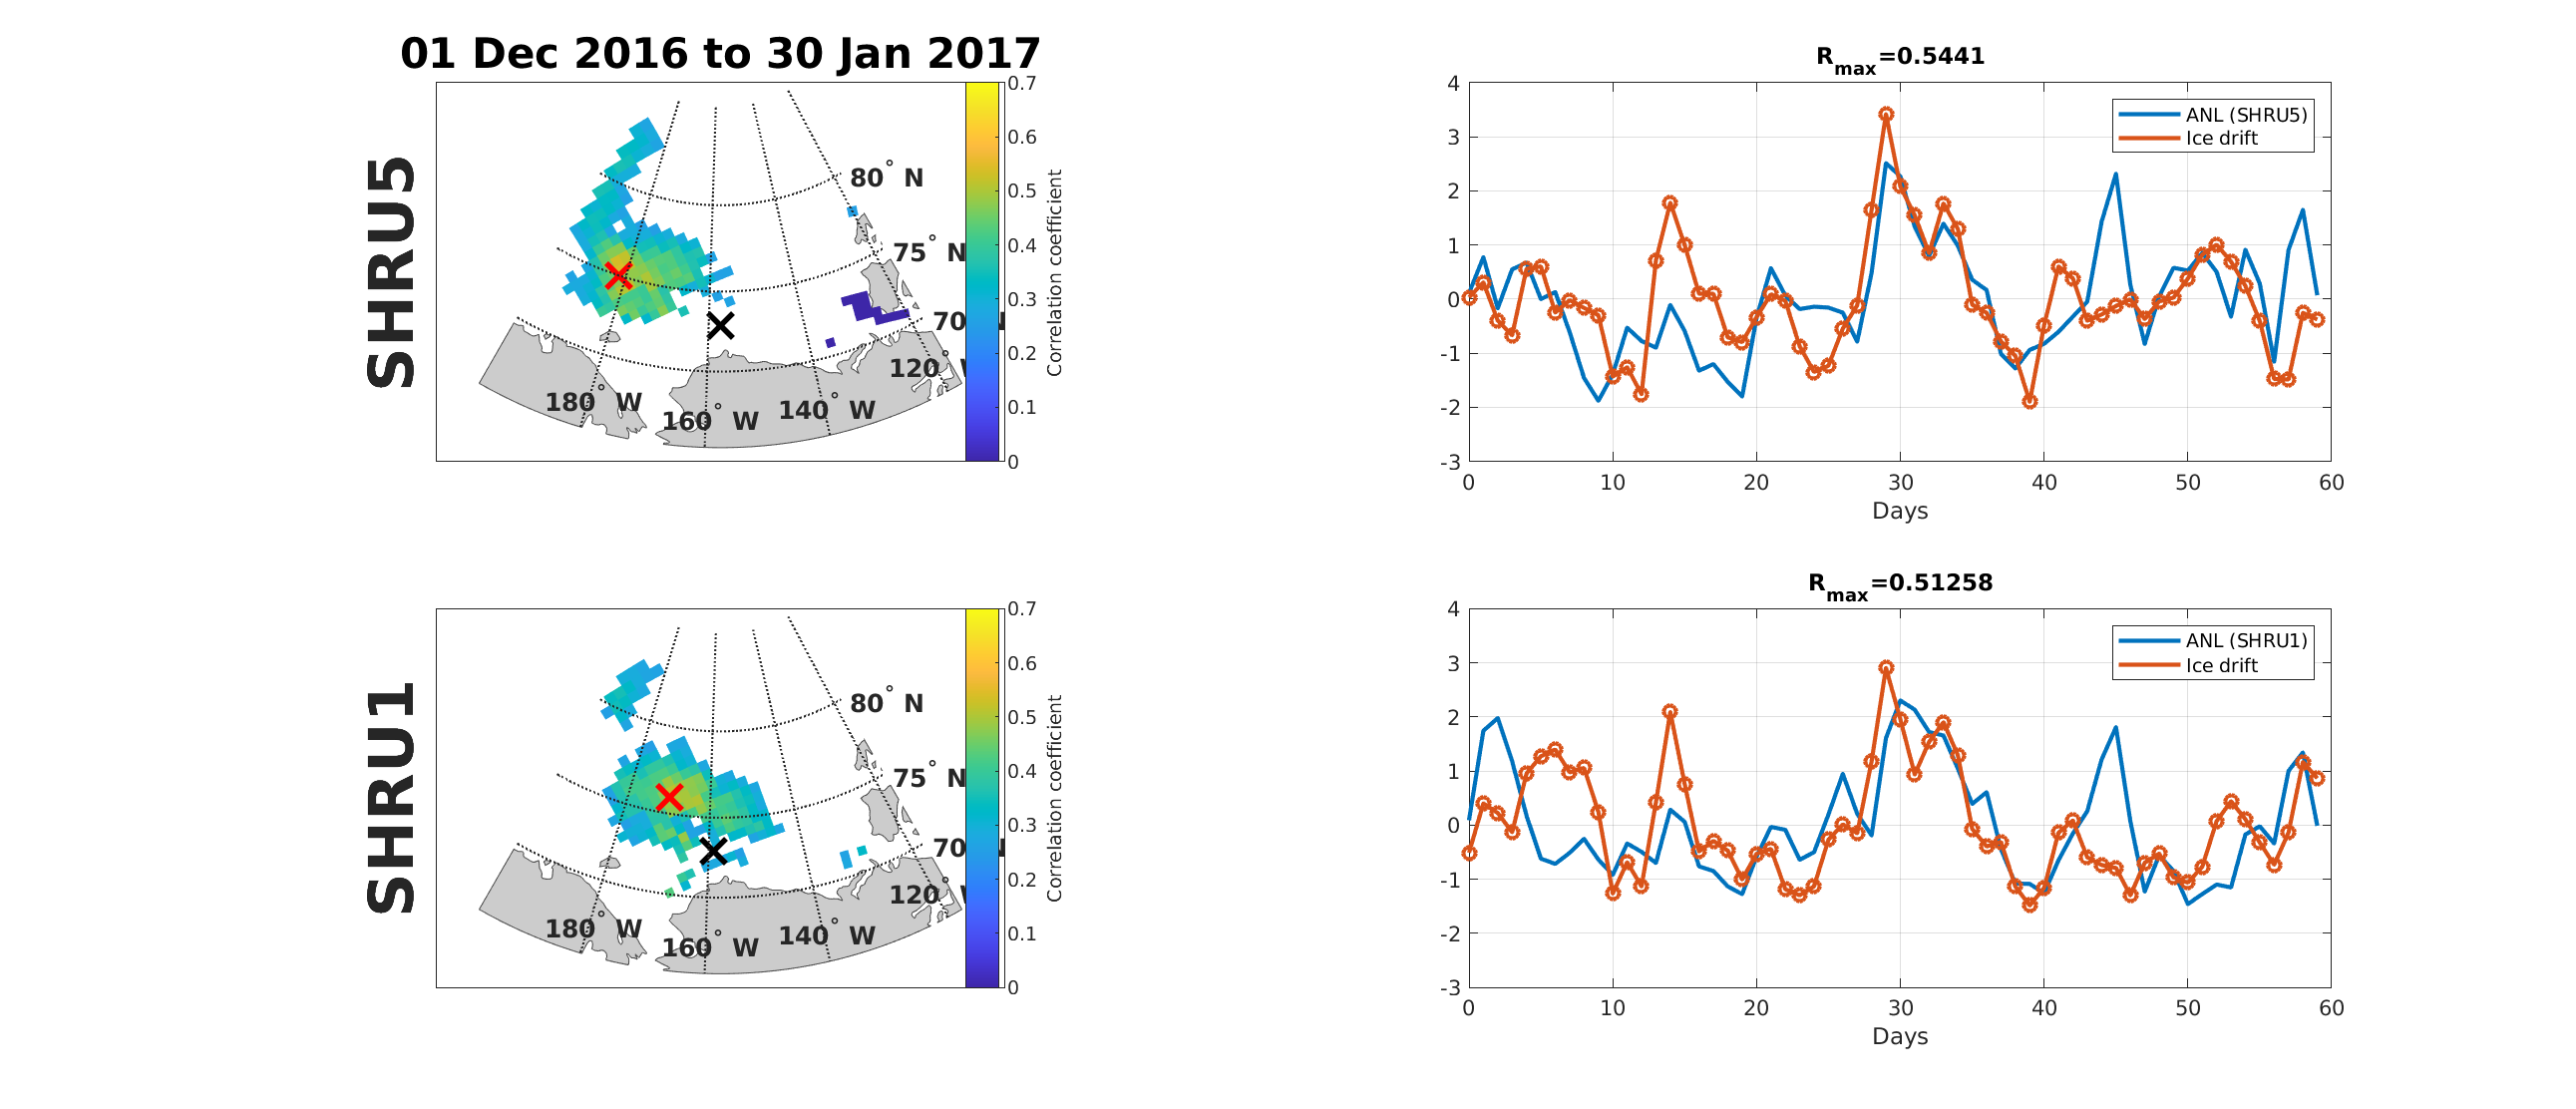 01 Dec 2016 to 30 Jan 2017
SHRU5
80° N
75° N
70° N
120° W
180° W
160° W
140° W
0.7
0.6
0.5
0.4
0.3
0.2
0.1
0
Correlation coefficient
Rmax=0.5441
4
3
2
1
0
-1
-2
-3
0 10 20 30 40 50 60
Days
ANL (SHRU5)
Ice drift
SHRU1
80° N
75° N
70° N
120° W
180° W
160° W
140° W
0.7
0.6
0.5
0.4
0.3
0.2
0.1
0
Correlation coefficient
Rmax=0.51258
4
3
2
1
0
-1
-2
-3
0 10 20 30 40 50 60
Days
ANL (SHRU1)
Ice drift